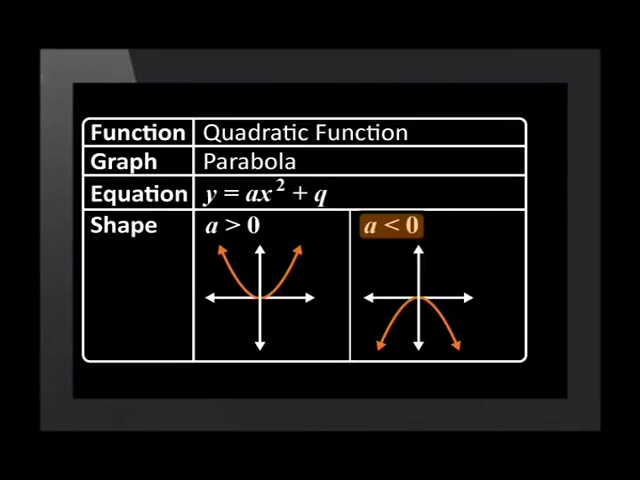 Function Quadratic Function
Graph Parabola
Equation y = ax² + q
Shape a > 0 a < 0